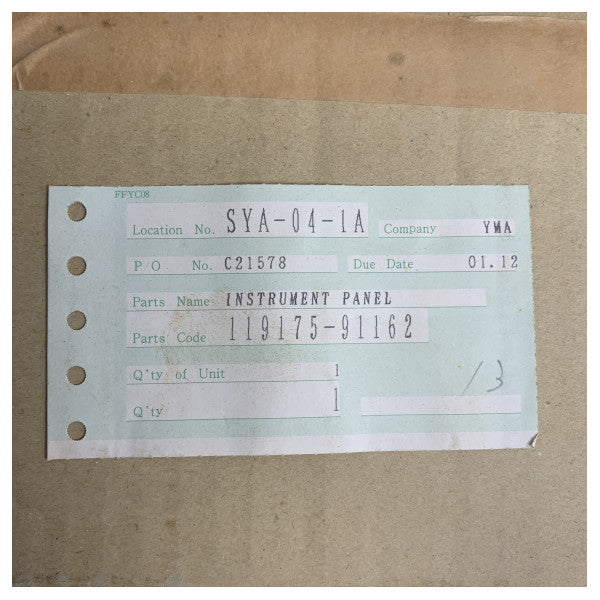 FFYO8
Location No. SYA-04-1A Company YMA
P/O No. C21578 Due Date 01.12
Parts Name INSTRUMENT PANEL
Parts Code 119175-91162
Q'ty of Unit 1
Q'ty 1
13